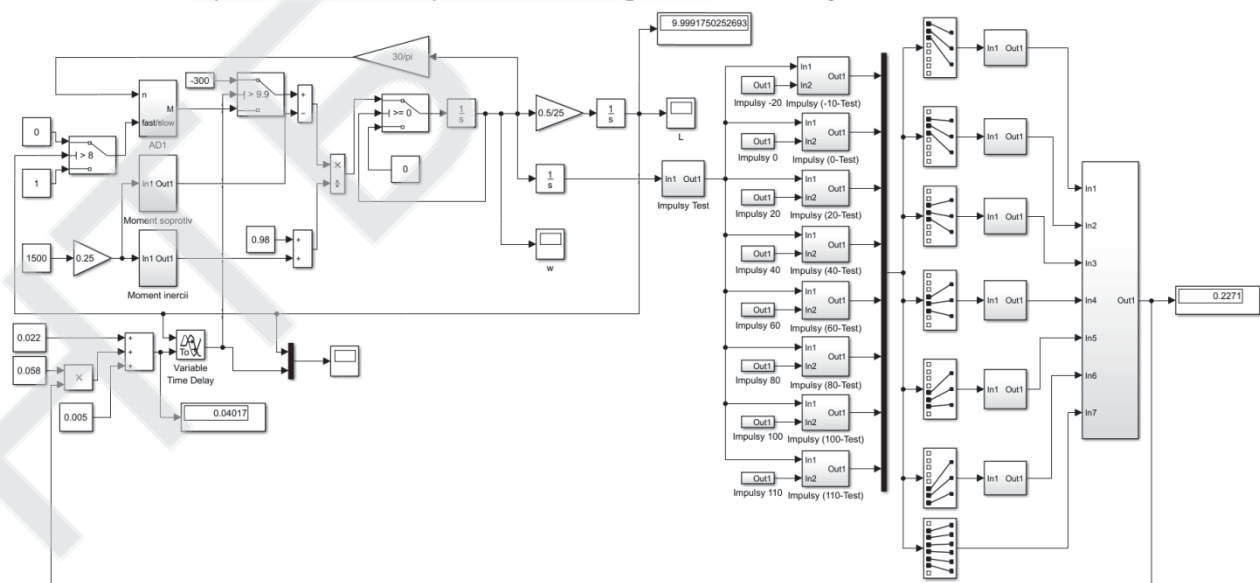 9.9991750252693
30/pi
-300
> 9.9
+
−
n
M
fast/slow
AD1
0
> 8
1
>= 0
0
1
s
×
÷
0.5/25
1
s
L
1
s
In1 Out1
Impulsy Test
w
In1 Out1
Moment soprotiv
1500
0.25
In1 Out1
Moment inercii
0.98
+
+
0.022
0.058
×
0.005
+
+
+
To
Variable
Time Delay
0.04017
Out1
Impulsy -20
In1
In2
Out1
Impulsy (-10-Test)
Out1
Impulsy 0
In1
In2
Out1
Impulsy (0-Test)
Out1
Impulsy 20
In1
In2
Out1
Impulsy (20-Test)
Out1
Impulsy 40
In1
In2
Out1
Impulsy (40-Test)
Out1
Impulsy 60
In1
In2
Out1
Impulsy (60-Test)
Out1
Impulsy 80
In1
In2
Out1
Impulsy (80-Test)
Out1
Impulsy 100
In1
In2
Out1
Impulsy (100-Test)
Out1
Impulsy 110
In1
In2
Out1
Impulsy (110-Test)
In1 Out1
In1 Out1
In1 Out1
In1 Out1
In1 Out1
In1 Out1
In1
In2
In3
In4
In5
In6
In7
Out1
0.2271